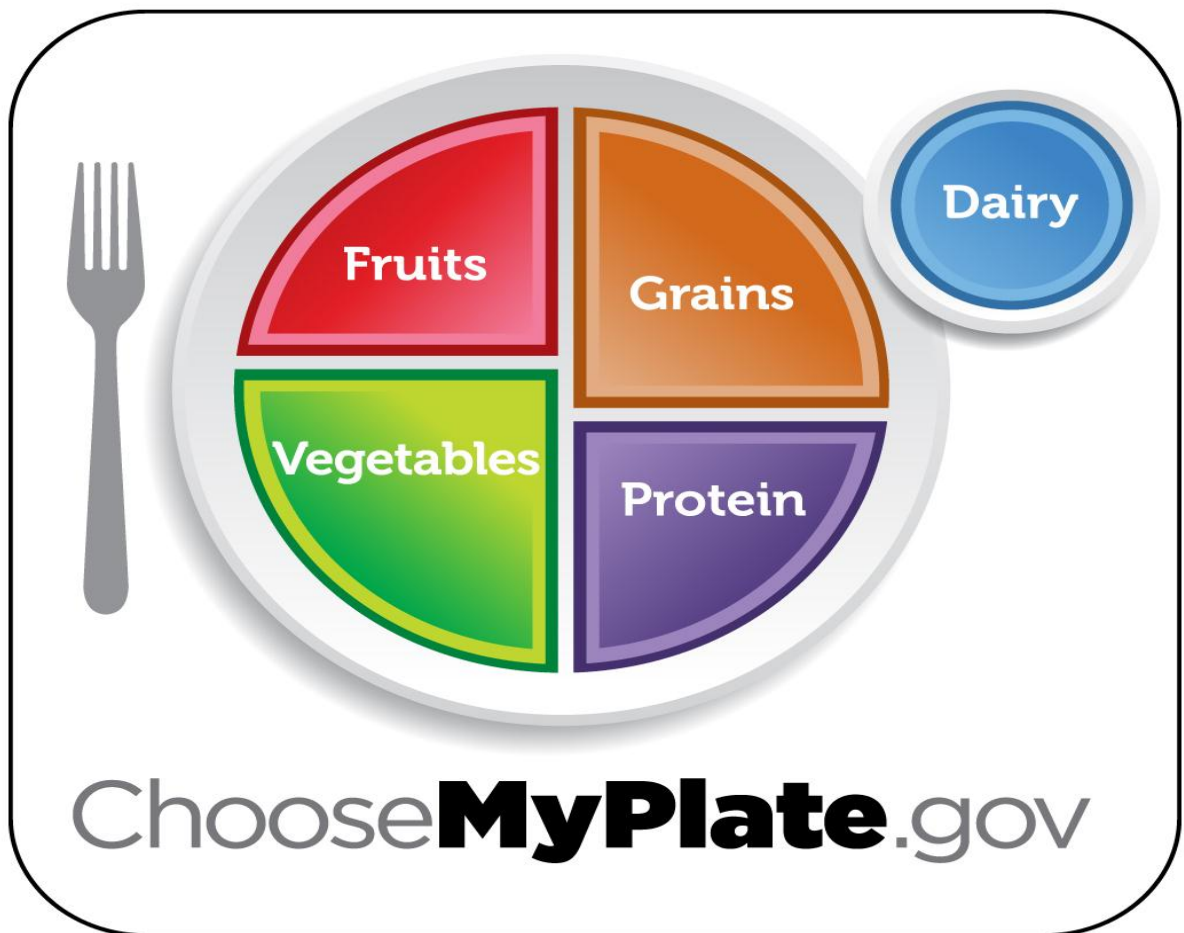 Fruits
Grains
Dairy
Vegetables
Protein
ChooseMyPlate.gov